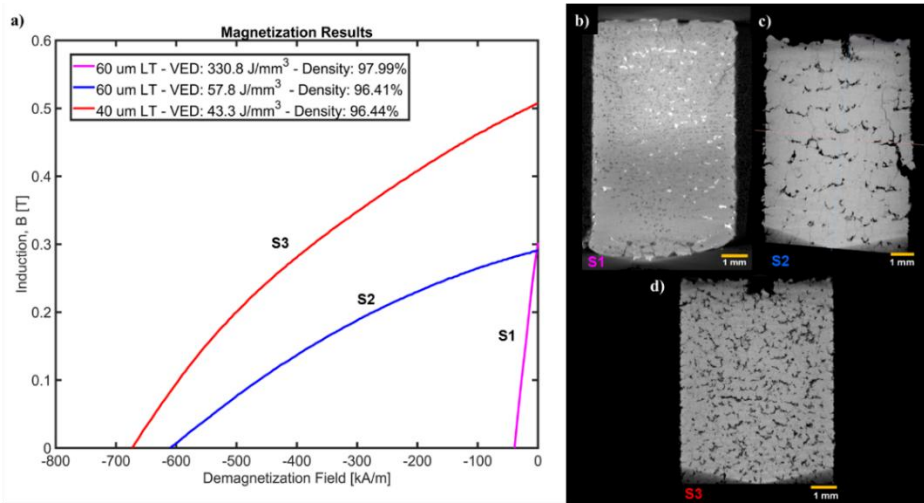 a)
Magnetization Results
60 um LT - VED: 330.8 J/mm³ - Density: 97.99%
60 um LT - VED: 57.8 J/mm³ - Density: 96.41%
40 um LT - VED: 43.3 J/mm³ - Density: 96.44%
Induction, B [T]
0.6
0.5
0.4
0.3
0.2
0.1
0
S3
S2
S1
-800 -700 -600 -500 -400 -300 -200 -100 0
Demagnetization Field [kA/m]
b)
S1
1 mm
c)
S2
1 mm
d)
S3
1 mm